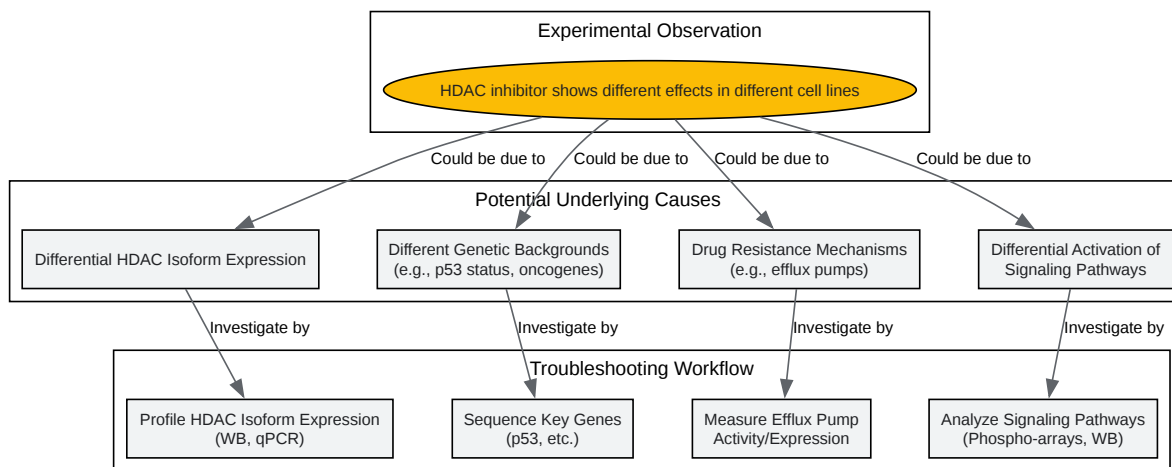 Experimental Observation
HDAC inhibitor shows different effects in different cell lines
Could be due to
Could be due to
Could be due to
Could be due to
Potential Underlying Causes
Differential HDAC Isoform Expression
Different Genetic Backgrounds
(e.g., p53 status, oncogenes)
Drug Resistance Mechanisms
(e.g., efflux pumps)
Differential Activation of
Signaling Pathways
Investigate by
Investigate by
Investigate by
Investigate by
Troubleshooting Workflow
Profile HDAC Isoform Expression
(WB, qPCR)
Sequence Key Genes
(p53, etc.)
Measure Efflux Pump
Activity/Expression
Analyze Signaling Pathways
(Phospho-arrays, WB)